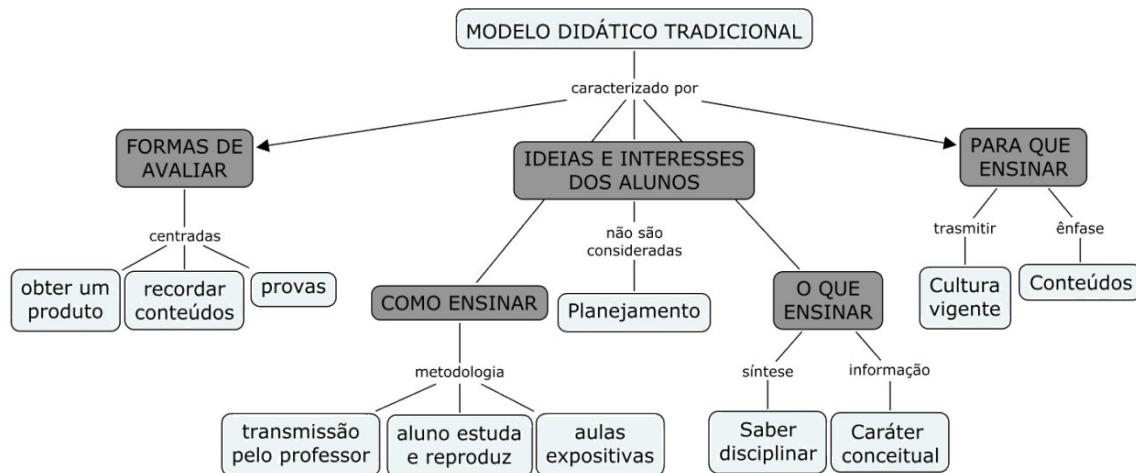 MODELO DIDÁTICO TRADICIONAL
caracterizado por
FORMAS DE
AVALIAR
IDEIAS E INTERESSES
DOS ALUNOS
PARA QUE
ENSINAR
centradas
não são
consideradas
trasmitir
ênfase
obter um
produto
recordar
conteúdos
provas
COMO ENSINAR
Planejamento
O QUE
ENSINAR
Cultura
vigente
Conteúdos
metodologia
síntese
informação
transmissão
pelo professor
aluno estuda
e reproduz
aulas
expositivas
Saber
disciplinar
Caráter
conceitual